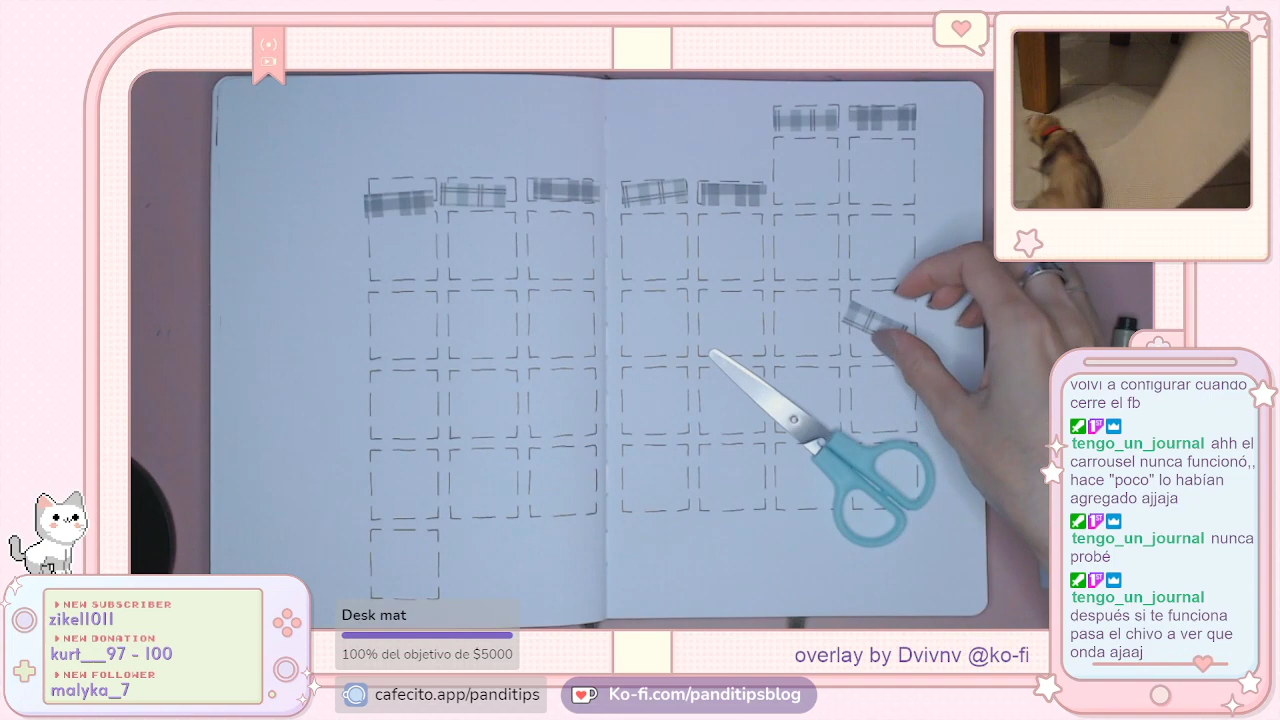 volví a configurar cuando
cerre el fb
tengo_un_journal ahh el
carrousel nunca funcionó,,
hace "poco" lo habían
agregado ajjaja
tengo_un_journal nunca
probé
tengo_un_journal
después si te funciona
pasa el chivo a ver que
onda ajaaj
NEW SUBSCRIBER
zikel1011
NEW DONATION
kurt__97 - 100
NEW FOLLOWER
malyka_7
Desk mat
100% del objetivo de $5000
overlay by Dvivnv @ko-fi
cafecito.app/panditips
Ko-fi.com/panditipsblog